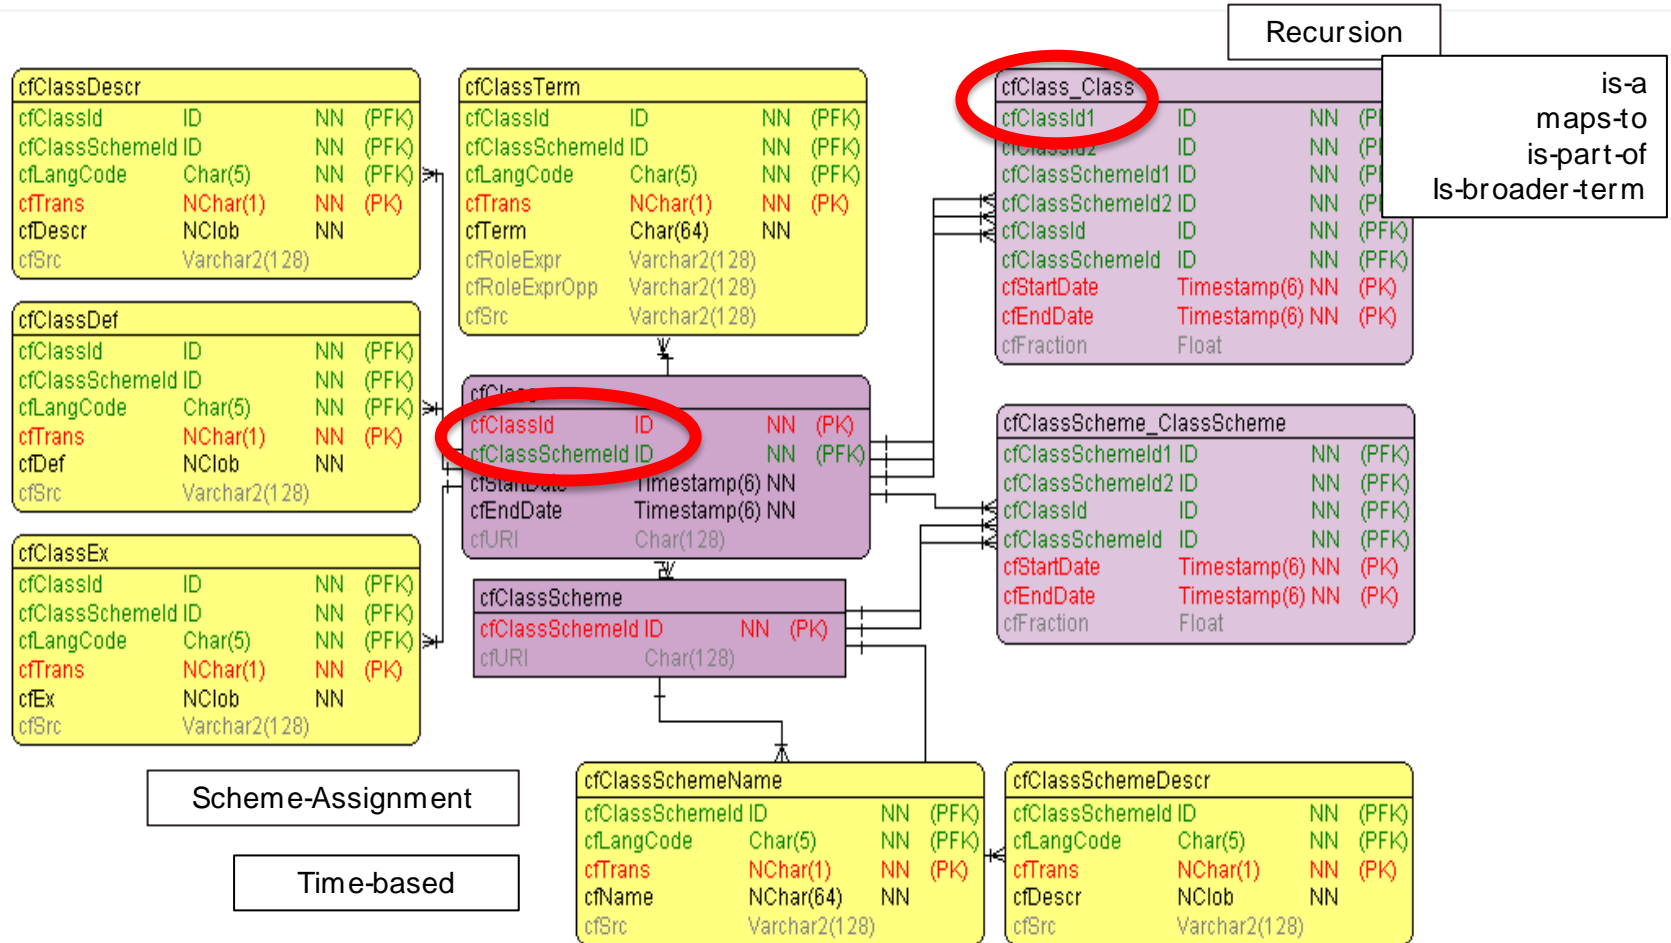 Recursion
is-a
maps-to
is-part-of
Is-broader-term
cfClassDescr
cfClassId ID NN (PFK)
cfClassSchemeId ID NN (PFK)
cfLangCode Char(5) NN (PFK)
cfTrans NChar(1) NN (PK)
cfDescr NClob NN
cfSrc Varchar2(128)
cfClassTerm
cfClassId ID NN (PFK)
cfClassSchemeId ID NN (PFK)
cfLangCode Char(5) NN (PFK)
cfTrans NChar(1) NN (PK)
cfTerm Char(64) NN
cfRoleExpr Varchar2(128)
cfRoleExprOpp Varchar2(128)
cfSrc Varchar2(128)
cfClass_Class
cfClassId1 ID NN
cfClassId2 ID NN
cfClassSchemeId1 ID NN
cfClassSchemeId2 ID NN
cfClassId ID NN (PFK)
cfClassSchemeId ID NN (PFK)
cfStartDate Timestamp(6) NN (PK)
cfEndDate Timestamp(6) NN (PK)
cfFraction Float
cfClassDef
cfClassId ID NN (PFK)
cfClassSchemeId ID NN (PFK)
cfLangCode Char(5) NN (PFK)
cfTrans NChar(1) NN (PK)
cfDef NClob NN
cfSrc Varchar2(128)
cfClass
cfClassId ID NN (PK)
cfClassSchemeId ID NN (PFK)
cfStartDate Timestamp(6) NN
cfEndDate Timestamp(6) NN
cfURI Char(128)
cfClassScheme_ClassScheme
cfClassSchemeId1 ID NN (PFK)
cfClassSchemeId2 ID NN (PFK)
cfClassId ID NN (PFK)
cfClassSchemeId ID NN (PFK)
cfStartDate Timestamp(6) NN (PK)
cfEndDate Timestamp(6) NN (PK)
cfFraction Float
cfClassEx
cfClassId ID NN (PFK)
cfClassSchemeId ID NN (PFK)
cfLangCode Char(5) NN (PFK)
cfTrans NChar(1) NN (PK)
cfEx NClob NN
cfSrc Varchar2(128)
cfClassScheme
cfClassSchemeId ID NN (PK)
cfURI Char(128)
Scheme-Assignment
Time-based
cfClassSchemeName
cfClassSchemeId ID NN (PFK)
cfLangCode Char(5) NN (PFK)
cfTrans NChar(1) NN (PK)
cfName NChar(64) NN
cfSrc Varchar2(128)
cfClassSchemeDescr
cfClassSchemeId ID NN (PFK)
cfLangCode Char(5) NN (PFK)
cfTrans NChar(1) NN (PK)
cfDescr NClob NN
cfSrc Varchar2(128)